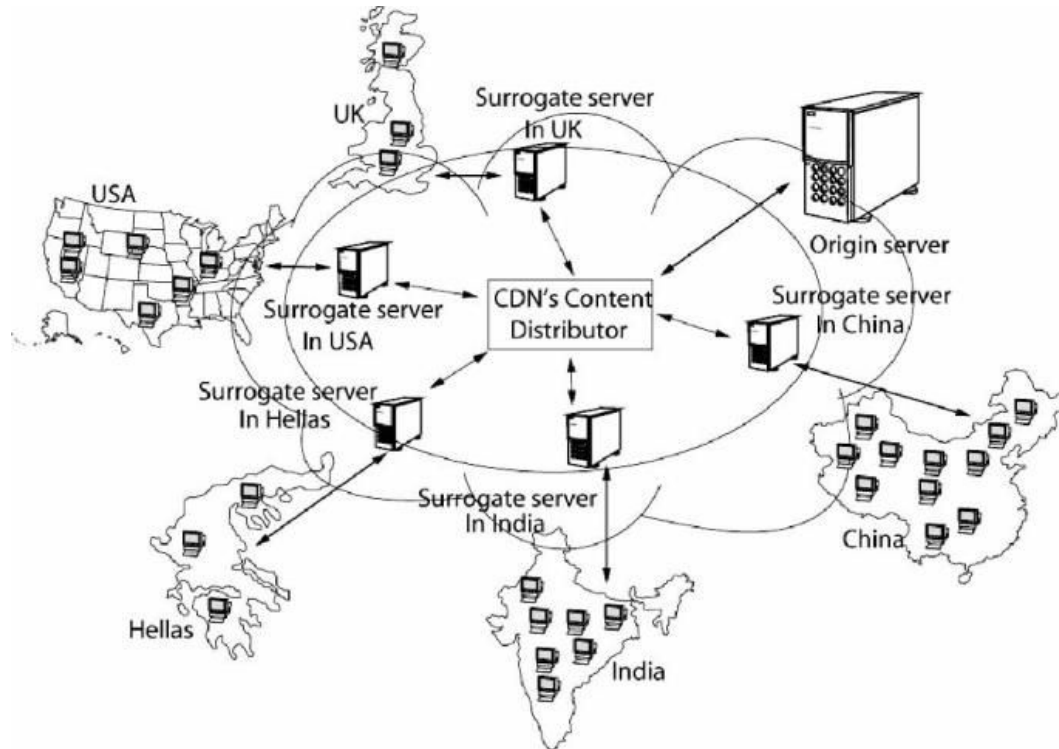 UK
Surrogate server
In UK
USA
Origin server
Surrogate server
In USA
CDN's Content
Distributor
Surrogate server
In China
Surrogate server
In Hellas
Surrogate server
In India
China
Hellas
India